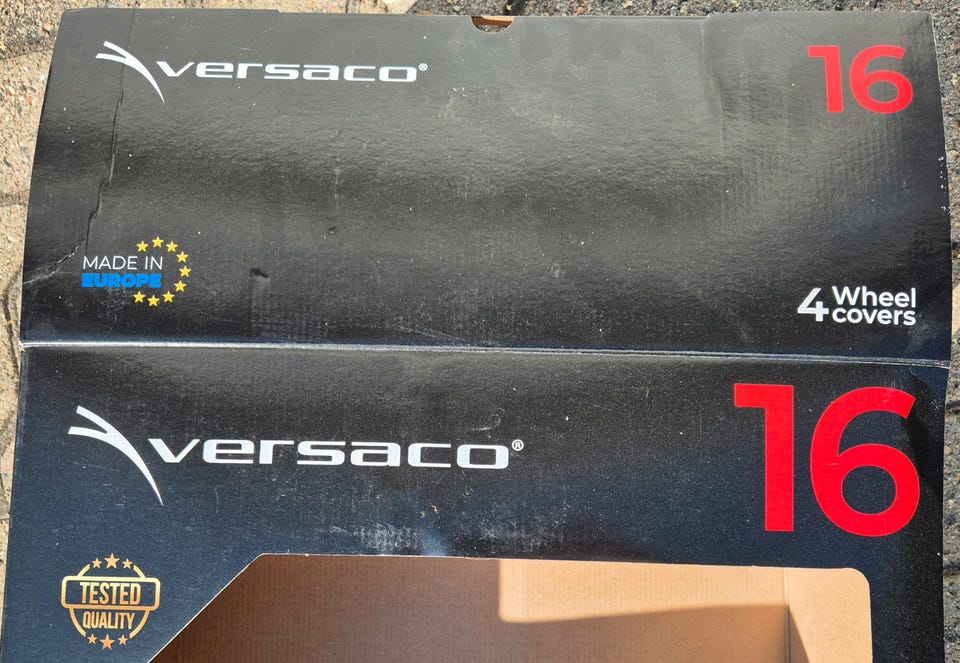 versaco®
16
MADE IN
EUROPE
4 Wheel
covers
versaco®
16
TESTED
QUALITY